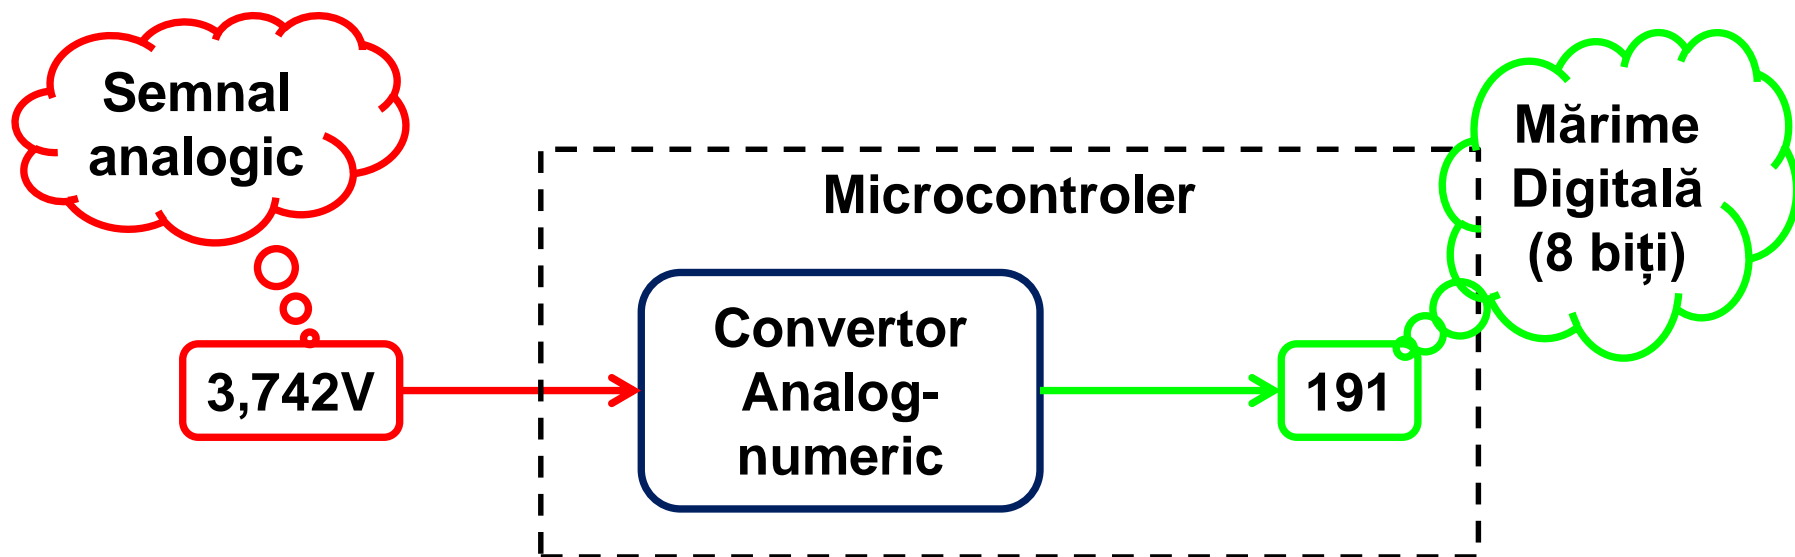 Semnal
analogic
3,742V
Microcontroler
Convertor
Analog-
numeric
191
Mărime
Digitală
(8 biți)